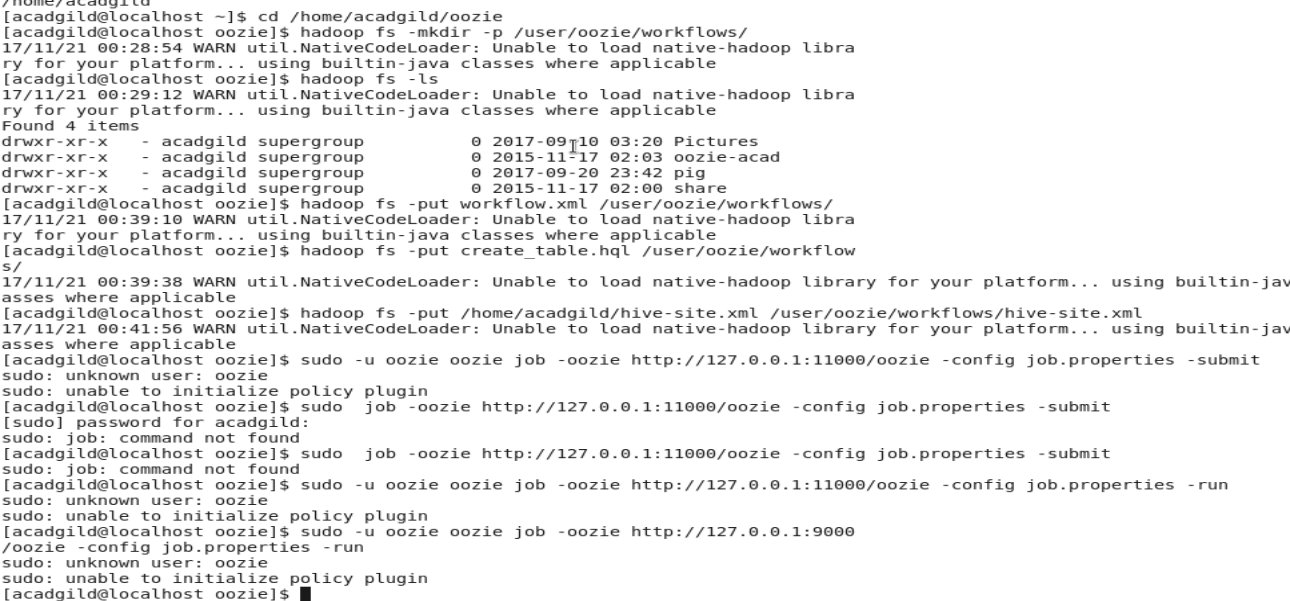 /home/acadgild
[acadgild@localhost ~]$ cd /home/acadgild/oozie
[acadgild@localhost oozie]$ hadoop fs -mkdir -p /user/oozie/workflows/
17/11/21 00:28:54 WARN util.NativeCodeLoader: Unable to load native-hadoop libra
ry for your platform... using builtin-java classes where applicable
[acadgild@localhost oozie]$ hadoop fs -ls
17/11/21 00:29:12 WARN util.NativeCodeLoader: Unable to load native-hadoop libra
ry for your platform... using builtin-java classes where applicable
Found 4 items
drwxr-xr-x   - acadgild supergroup          0 2017-09-10 03:20 Pictures
drwxr-xr-x   - acadgild supergroup          0 2015-11-17 02:03 oozie-acad
drwxr-xr-x   - acadgild supergroup          0 2017-09-20 23:42 pig
drwxr-xr-x   - acadgild supergroup          0 2015-11-17 02:00 share
[acadgild@localhost oozie]$ hadoop fs -put workflow.xml /user/oozie/workflows/
17/11/21 00:39:10 WARN util.NativeCodeLoader: Unable to load native-hadoop libra
ry for your platform... using builtin-java classes where applicable
[acadgild@localhost oozie]$ hadoop fs -put create_table.hql /user/oozie/workflow
s/
17/11/21 00:39:38 WARN util.NativeCodeLoader: Unable to load native-hadoop library for your platform... using builtin-jav
asses where applicable
[acadgild@localhost oozie]$ hadoop fs -put /home/acadgild/hive-site.xml /user/oozie/workflows/hive-site.xml
17/11/21 00:41:56 WARN util.NativeCodeLoader: Unable to load native-hadoop library for your platform... using builtin-jav
asses where applicable
[acadgild@localhost oozie]$ sudo -u oozie oozie job -oozie http://127.0.0.1:11000/oozie -config job.properties -submit
sudo: unknown user: oozie
sudo: unable to initialize policy plugin
[acadgild@localhost oozie]$ sudo  job -oozie http://127.0.0.1:11000/oozie -config job.properties -submit
[sudo] password for acadgild:
sudo: job: command not found
[acadgild@localhost oozie]$ sudo  job -oozie http://127.0.0.1:11000/oozie -config job.properties -submit
sudo: job: command not found
[acadgild@localhost oozie]$ sudo -u oozie oozie job -oozie http://127.0.0.1:11000/oozie -config job.properties -run
sudo: unknown user: oozie
sudo: unable to initialize policy plugin
[acadgild@localhost oozie]$ sudo -u oozie oozie job -oozie http://127.0.0.1:9000
/oozie -config job.properties -run
sudo: unknown user: oozie
sudo: unable to initialize policy plugin
[acadgild@localhost oozie]$